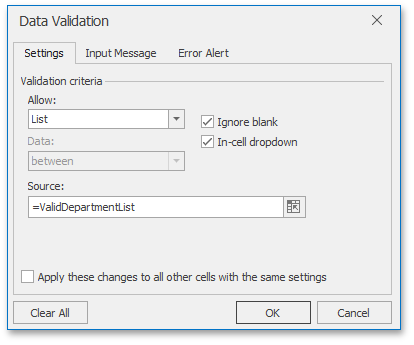 Data Validation
Settings Input Message Error Alert
Validation criteria
Allow:
List
Ignore blank
Data:
In-cell dropdown
between
Source:
=ValidDepartmentList
Apply these changes to all other cells with the same settings
Clear All OK Cancel